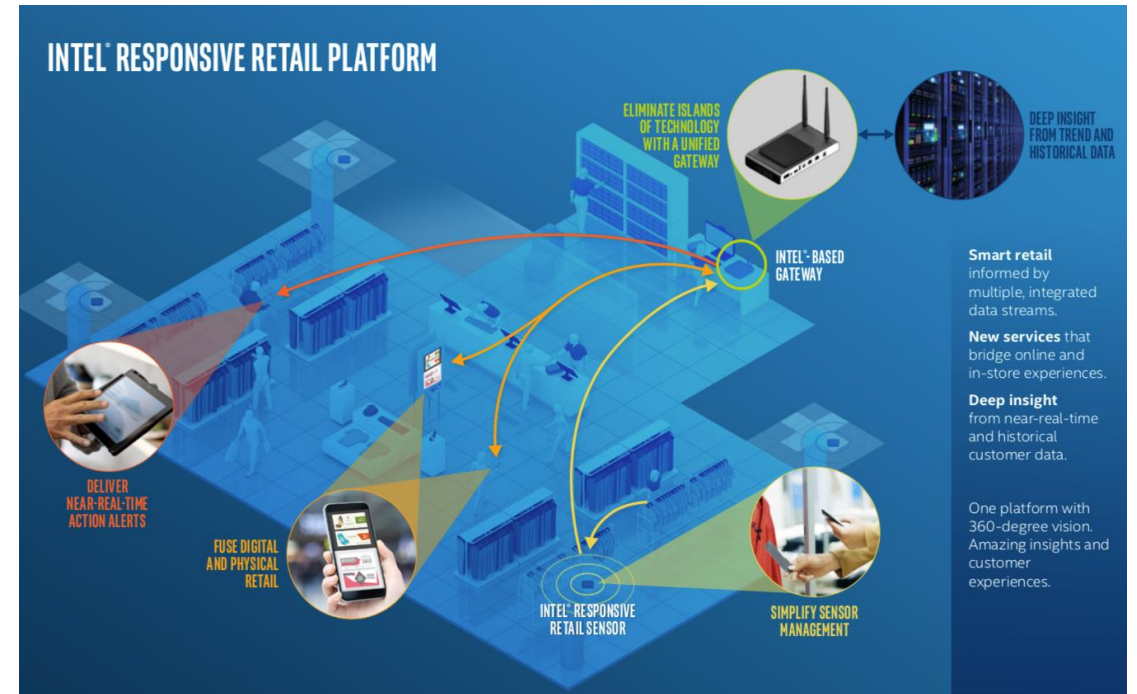 INTEL® RESPONSIVE RETAIL PLATFORM
ELIMINATE ISLANDS
OF TECHNOLOGY
WITH A UNIFIED
GATEWAY
DEEP INSIGHT
FROM TREND AND
HISTORICAL DATA
INTEL®-BASED
GATEWAY
Smart retail
informed by
multiple, integrated
data streams.
New services that
bridge online and
in-store experiences.
Deep insight
from near-real-time
and historical
customer data.
One platform with
360-degree vision.
Amazing insights and
customer
experiences.
DELIVER
NEAR-REAL-TIME
ACTION ALERTS
FUSE DIGITAL
AND PHYSICAL
RETAIL
INTEL® RESPONSIVE
RETAIL SENSOR
SIMPLIFY SENSOR
MANAGEMENT